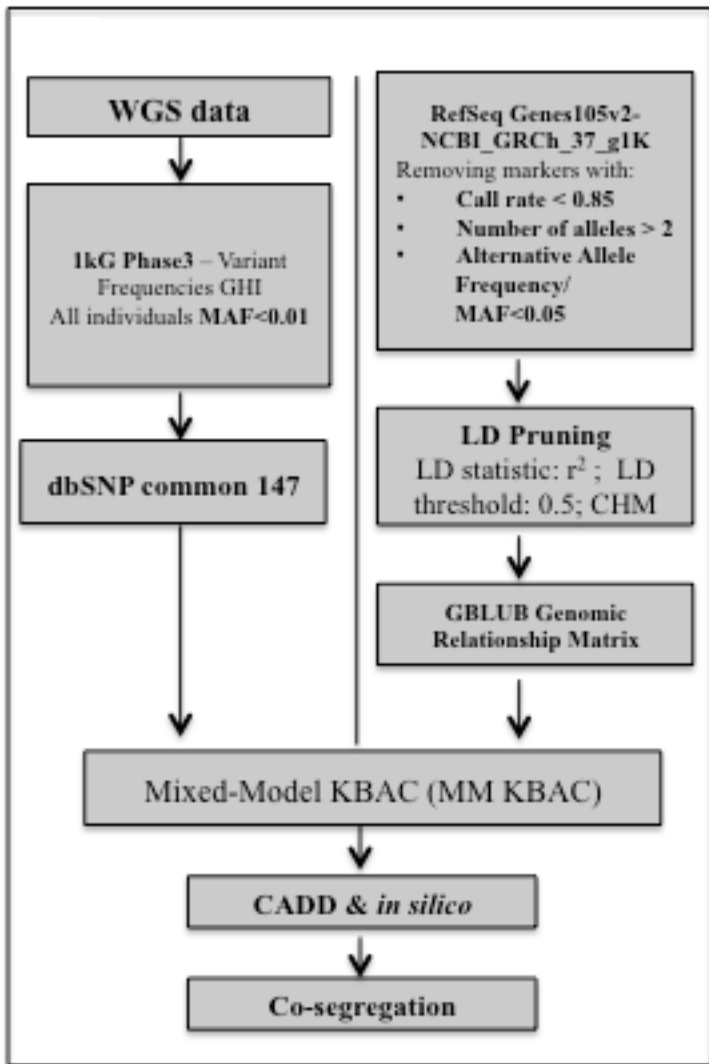 WGS data
1kG Phase3 – Variant
Frequencies GHI
All individuals MAF<0.01
dbSNP common 147
RefSeq Genes105v2-
NCBI_GRCh_37_g1K
Removing markers with:
• Call rate < 0.85
• Number of alleles > 2
• Alternative Allele
Frequency/
MAF<0.05
LD Pruning
LD statistic: r² ; LD
threshold: 0.5; CHM
GBLUB Genomic
Relationship Matrix
Mixed-Model KBAC (MM KBAC)
CADD & in silico
Co-segregation